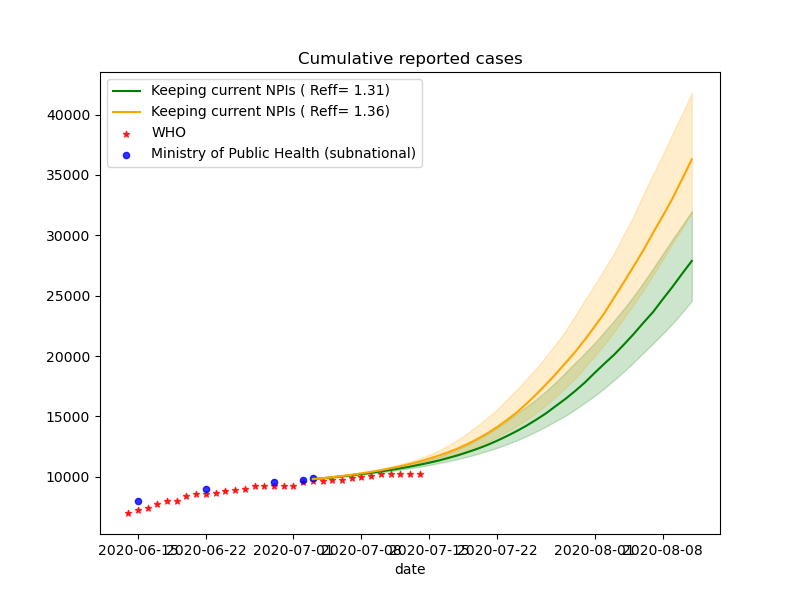 Cumulative reported cases
Keeping current NPIs ( Reff= 1.31)
Keeping current NPIs ( Reff= 1.36)
WHO
Ministry of Public Health (subnational)
40000
35000
30000
25000
20000
15000
10000
2020-06-15 2020-06-22 2020-07-01 2020-07-08 2020-07-15 2020-07-22 2020-08-01 2020-08-08
date